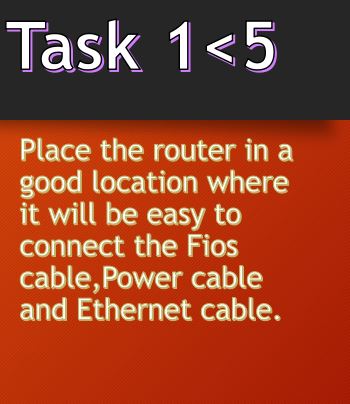 Task 1<5
Place the router in a
good location where
it will be easy to
connect the Fios
cable,Power cable
and Ethernet cable.